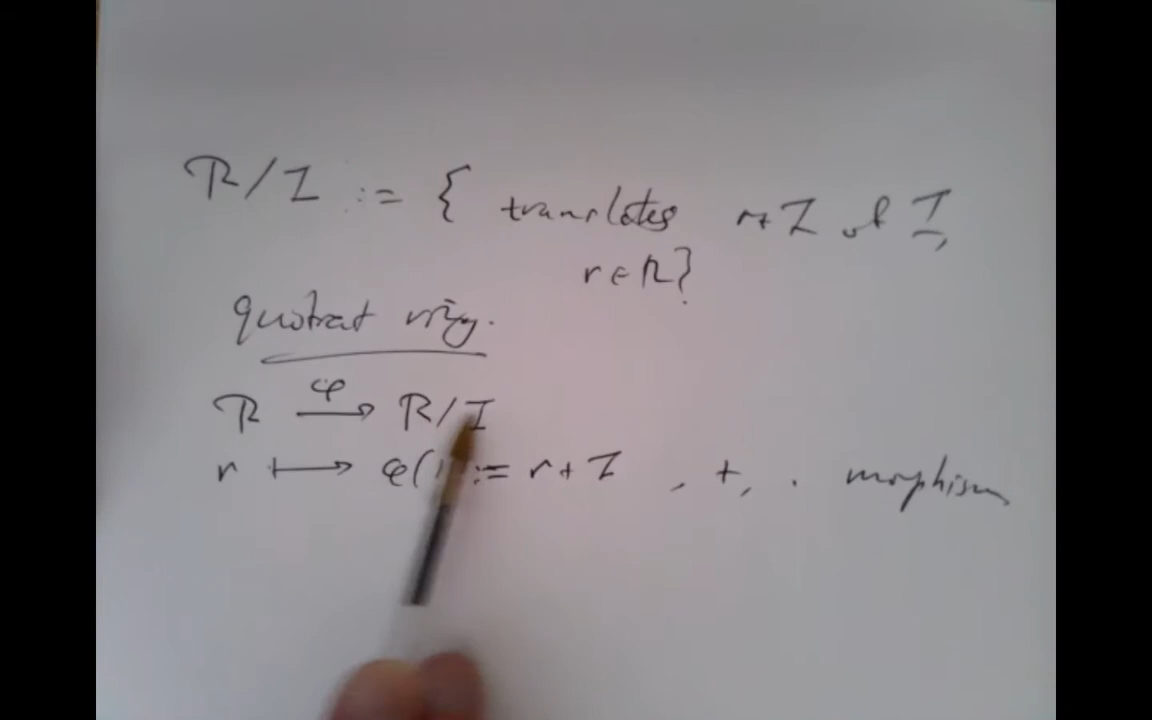 R/I := { translates r+I of I,
r∈R}
quotient ring.
R →φ R/I
r ↦ φ( := r+I , +, · morphism